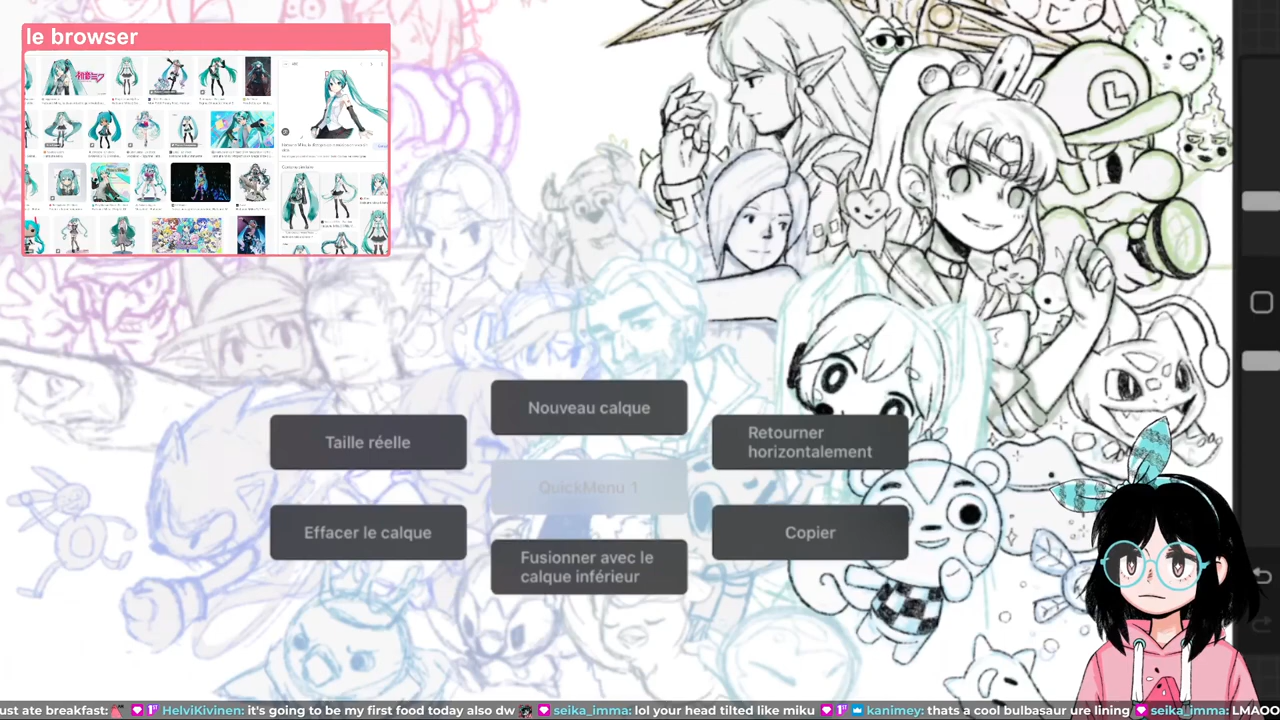 le browser
Nouveau calque
Taille réelle
Retourner
horizontalement
QuickMenu 1
Effacer le calque
Copier
Fusionner avec le
calque inférieur
L
ust ate breakfast: HelviKivinen: it's going to be my first food today also dw seika_imma: lol your head tilted like miku kanimey: thats a cool bulbasaur ure lining seika_imma: LMAOO